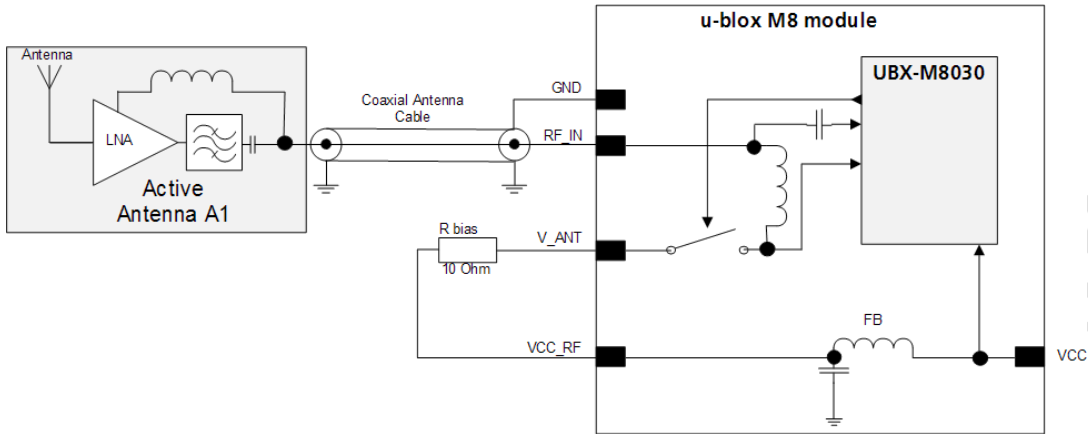 u-blox M8 module
Antenna
UBX-M8030
LNA
Active
Antenna A1
Coaxial Antenna
Cable
GND
RF_IN
R bias
10 Ohm
V_ANT
VCC_RF
FB
VCC